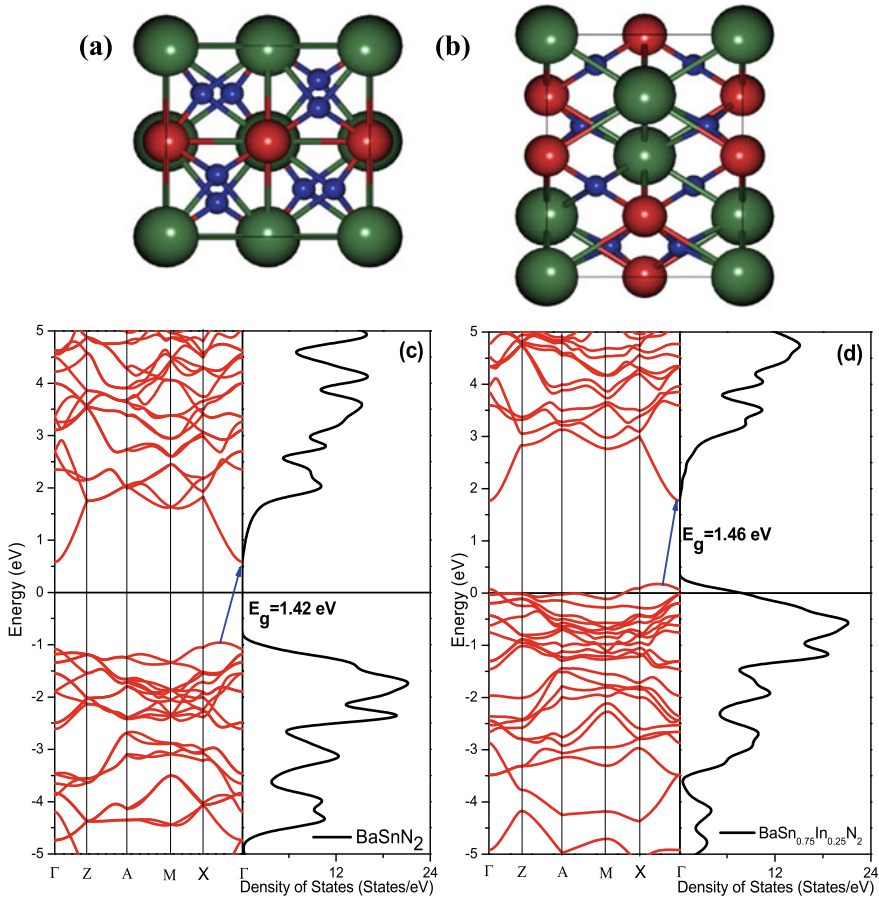 (a)
(b)
5
4
3
2
1
0
-1
-2
-3
-4
-5
Energy (eV)
(c)
E_g=1.42 eV
BaSnN₂
Γ Z A M X Γ
12 24
Density of States (States/eV)
5
4
3
2
1
0
-1
-2
-3
-4
-5
Energy (eV)
(d)
E_g=1.46 eV
BaSn₀.₇₅In₀.₂₅N₂
Γ Z A M X Γ
12 24
Density of States (States/eV)